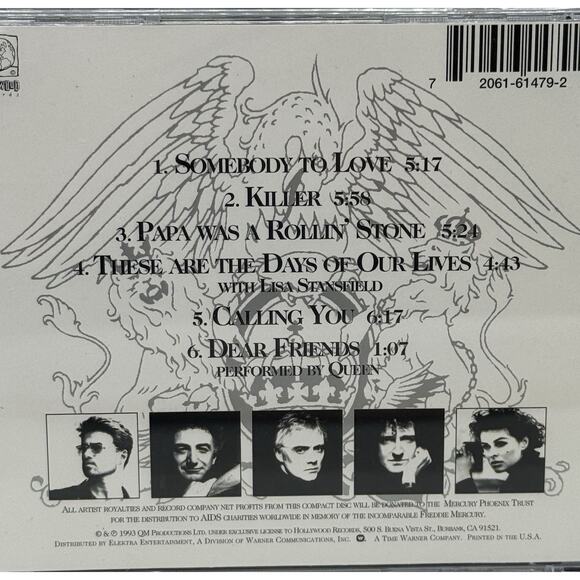 7 2061-61479-2
1. SOMEBODY TO LOVE 5:17
2. KILLER 5:58
3. PAPA WAS A ROLLIN' STONE 5:24
4. THESE ARE THE DAYS OF OUR LIVES 4:43
WITH LISA STANSFIELD
5. CALLING YOU 6:17
6. DEAR FRIENDS 1:07
PERFORMED BY QUEEN
ALL ARTIST ROYALTIES AND RECORD COMPANY NET PROFITS FROM THIS COMPACT DISC WILL BE DONATED TO THE MERCURY PHOENIX TRUST
FOR THE DISTRIBUTION TO AIDS CHARITIES WORLDWIDE IN MEMORY OF THE INCOMPARABLE FREDDIE MERCURY.
© & ℗ 1993 QM PRODUCTIONS LTD. UNDER EXCLUSIVE LICENSE TO HOLLYWOOD RECORDS, 500 S. BUENA VISTA ST., BURBANK, CA 91521.
DISTRIBUTED BY ELEKTRA ENTERTAINMENT, A DIVISION OF WARNER COMMUNICATIONS, INC. A TIME WARNER COMPANY. PRINTED IN THE U.S.A.